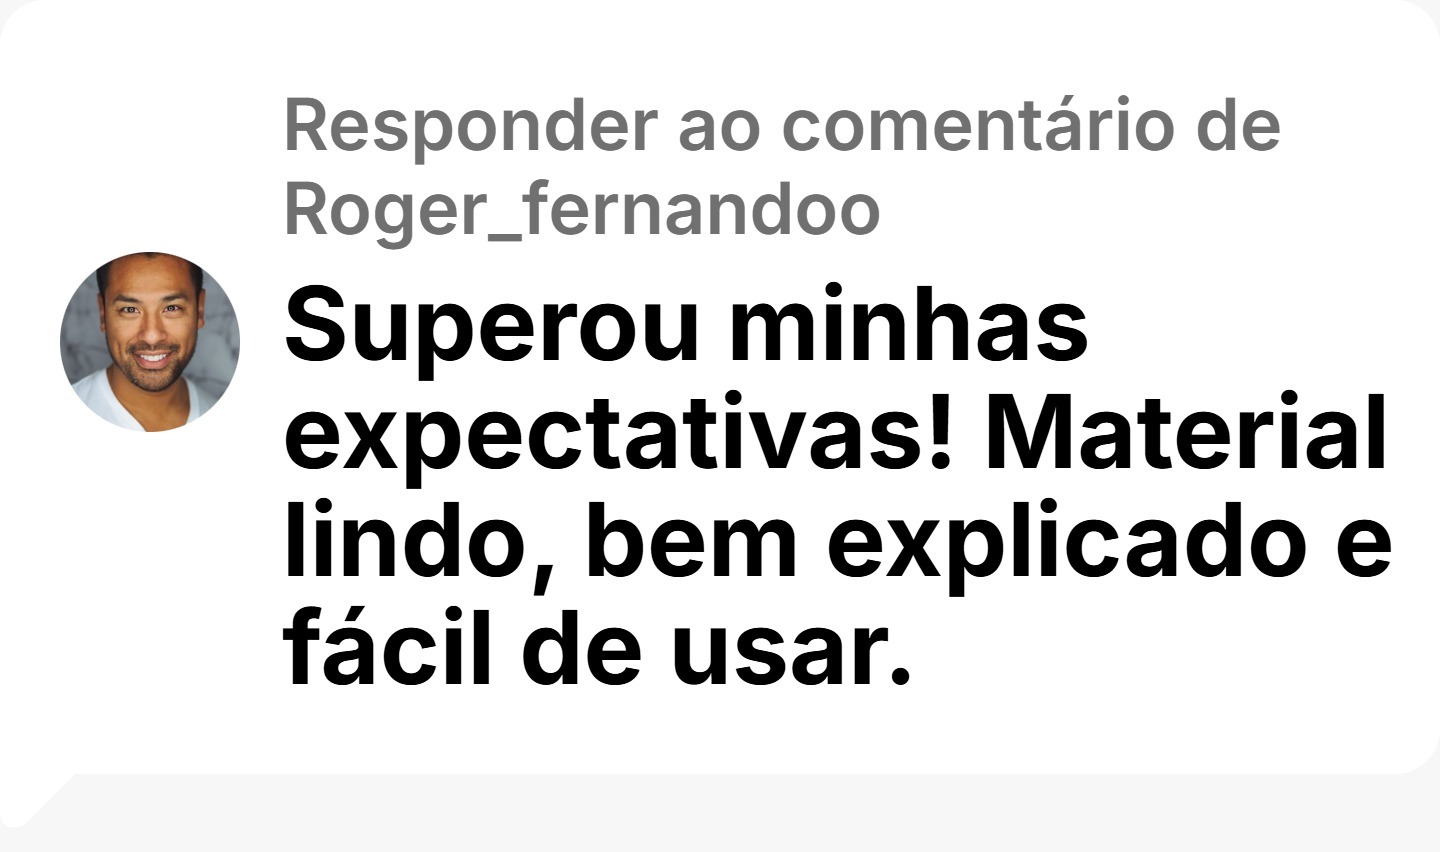 Responder ao comentário de
Roger_fernandoo
Superou minhas
expectativas! Material
lindo, bem explicado e
fácil de usar.